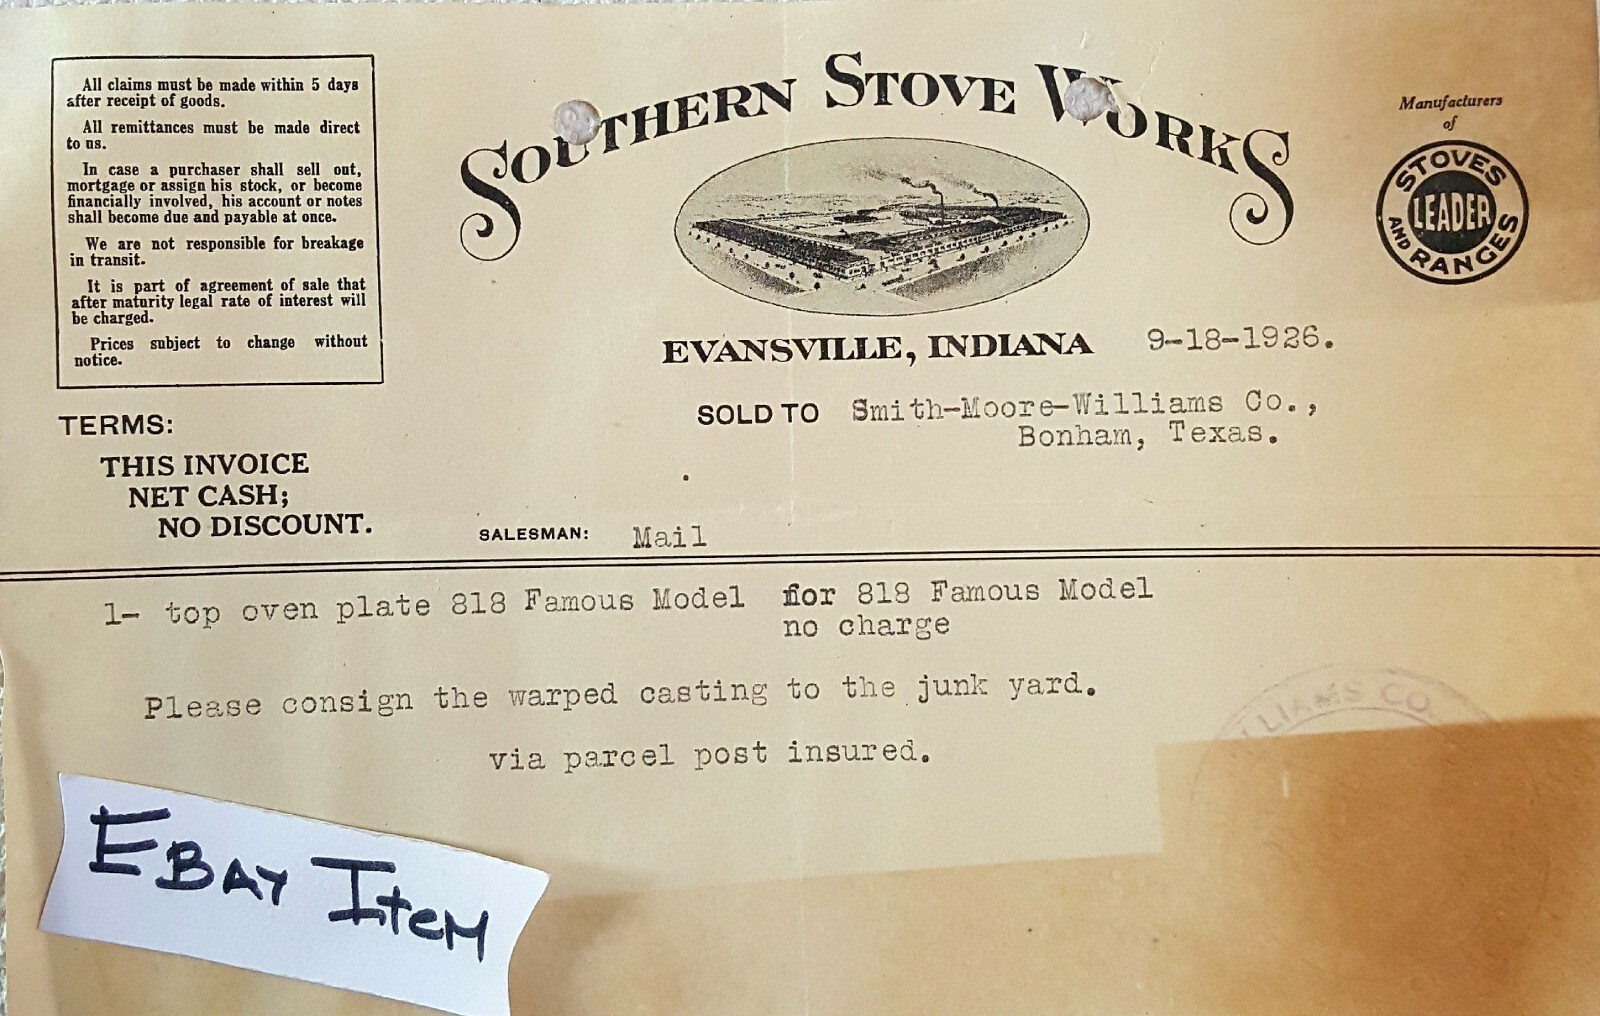 All claims must be made within 5 days
after receipt of goods.
All remittances must be made direct
to us.
In case a purchaser shall sell out,
mortgage or assign his stock, or become
financially involved, his account or notes
shall become due and payable at once.
We are not responsible for breakage
in transit.
It is part of agreement of sale that
after maturity legal rate of interest will
be charged.
Prices subject to change without
notice.
SOUTHERN STOVE WORKS
Manufacturers
of
STOVES
LEADER
AND RANGES
EVANSVILLE, INDIANA 9-18-1926.
SOLD TO Smith-Moore-Williams Co.,
Bonham, Texas.
TERMS:
THIS INVOICE
NET CASH;
NO DISCOUNT.
SALESMAN: Mail
1- top oven plate 818 Famous Model for 818 Famous Model
no charge
Please consign the warped casting to the junk yard.
via parcel post insured.
LLIAMS CO.
EBAY ITEM